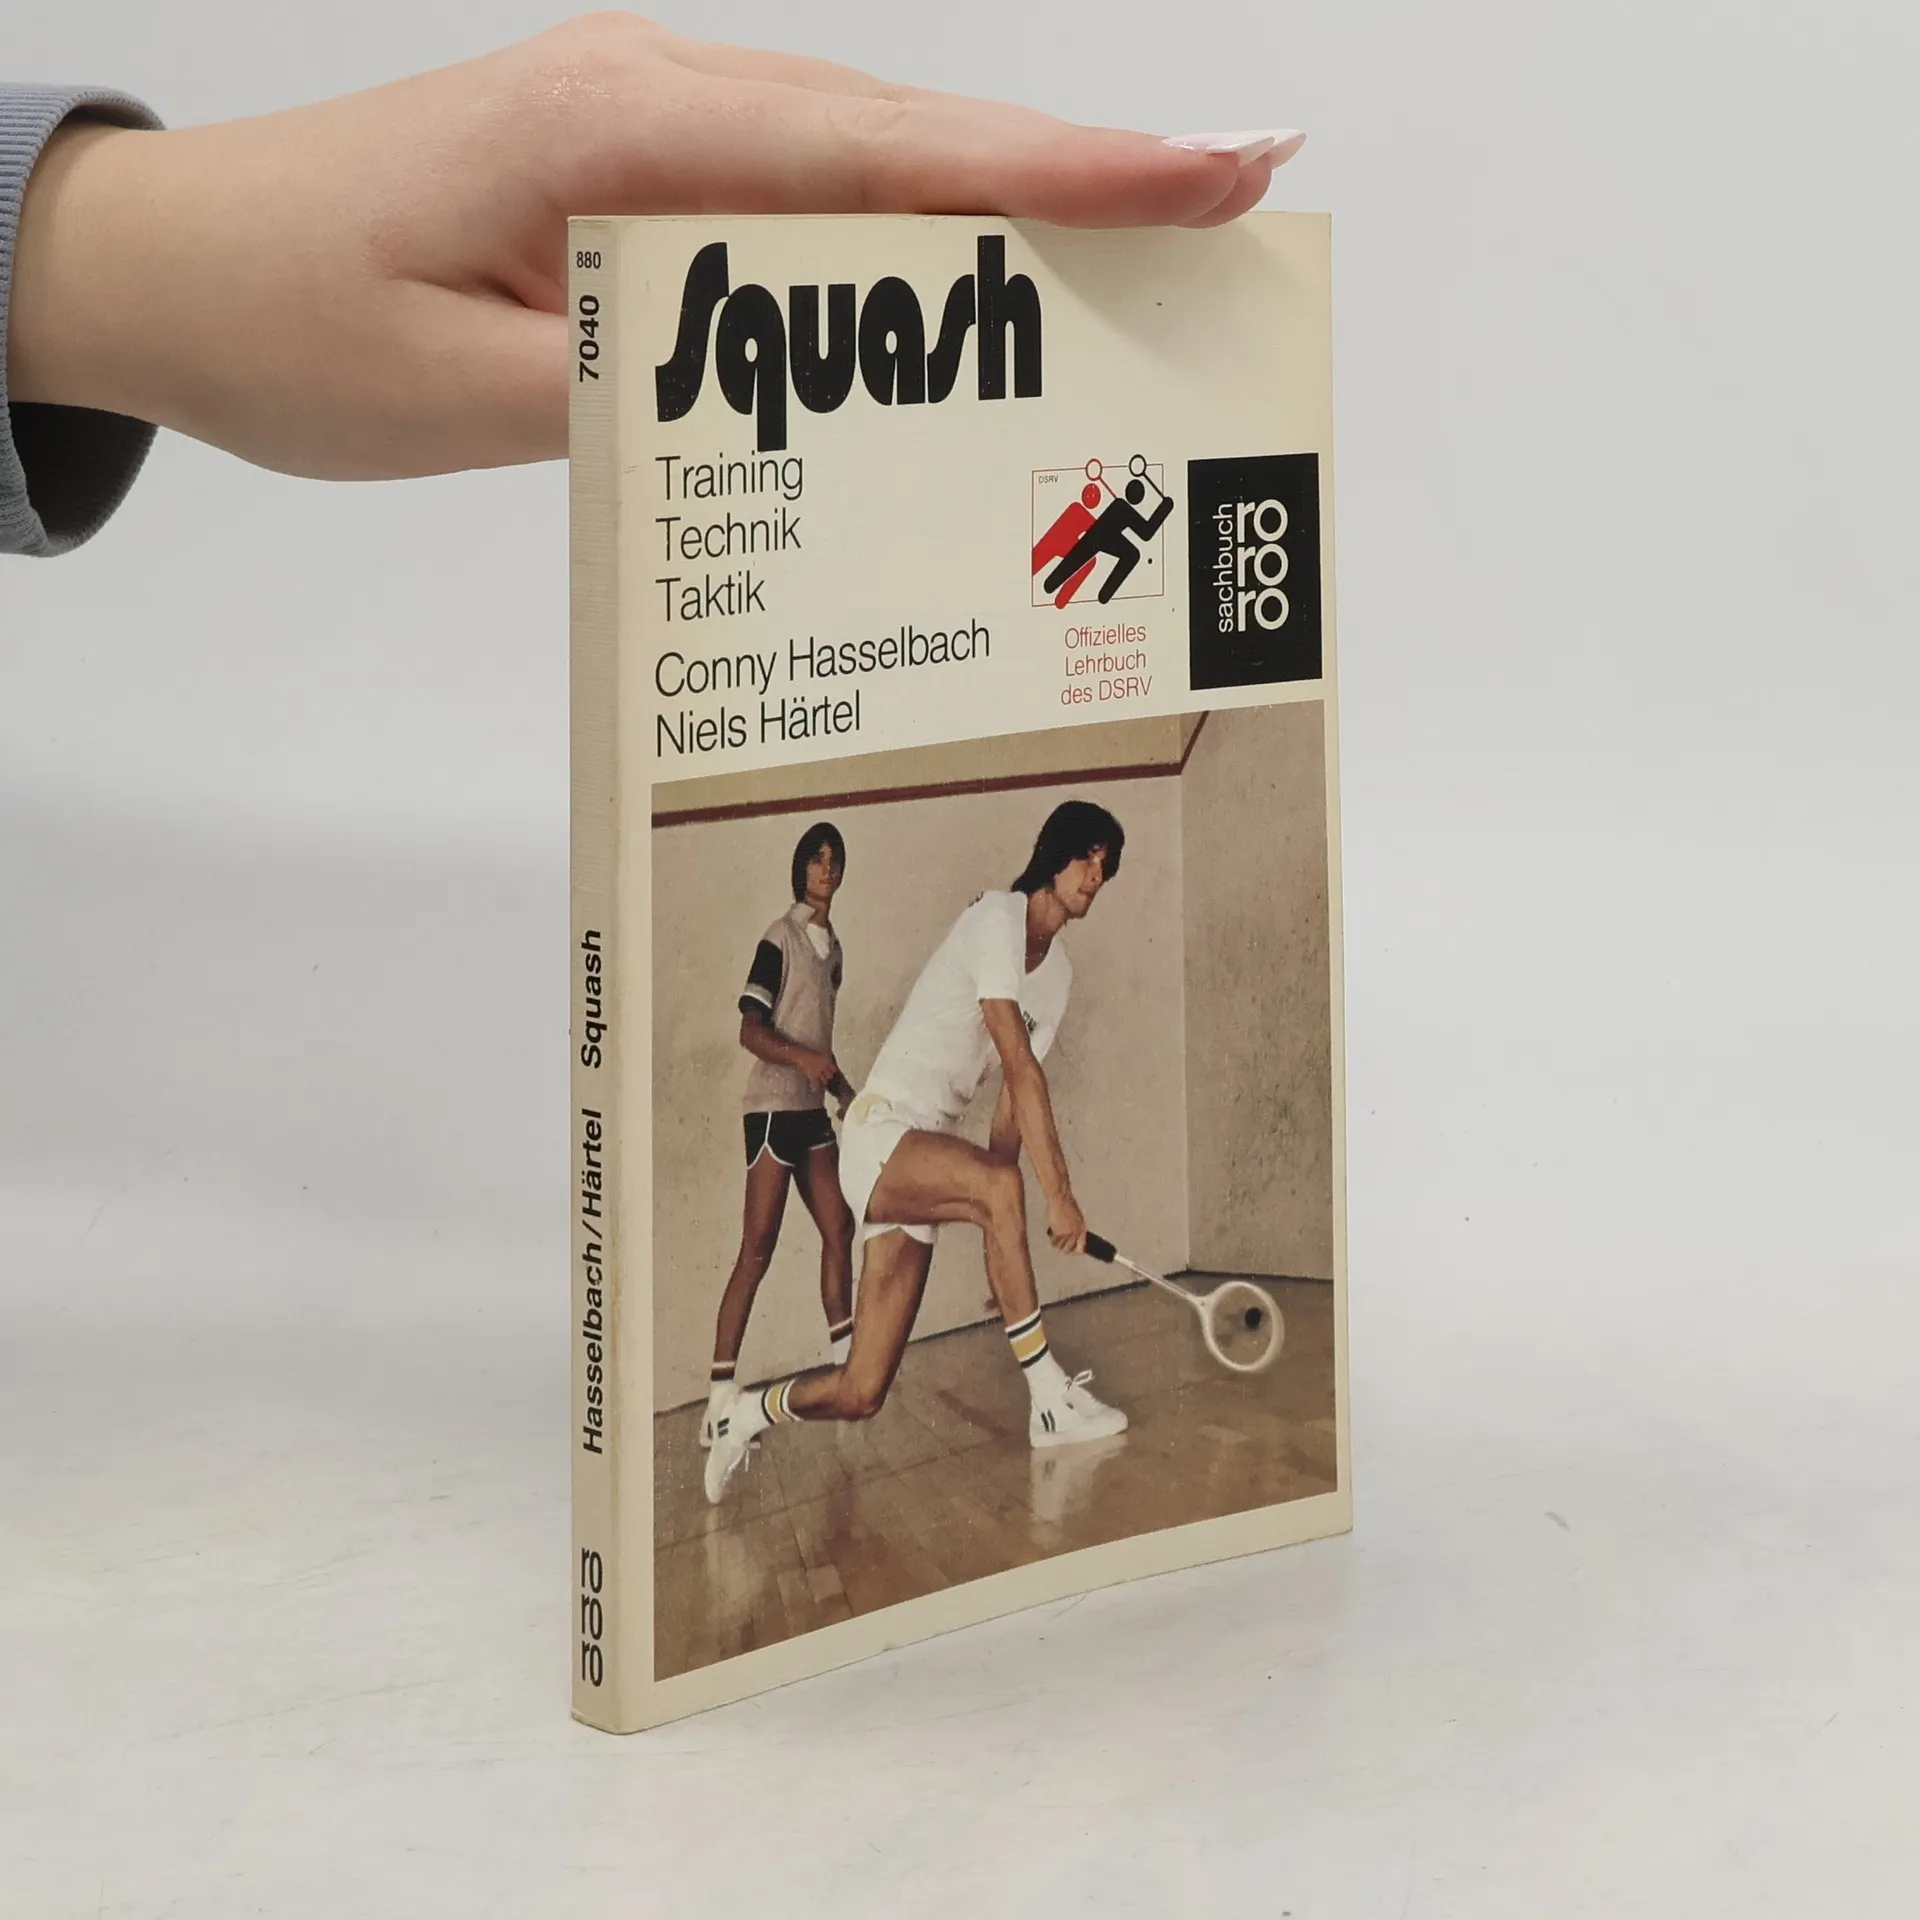 880
7040
Hasselbach/Härtel Squash
ro
ro
ro
Squash
Training
Technik
Taktik
Conny Hasselbach
Niels Härtel
DSRV
Offizielles
Lehrbuch
des DSRV
sachbuch
ro
ro
ro